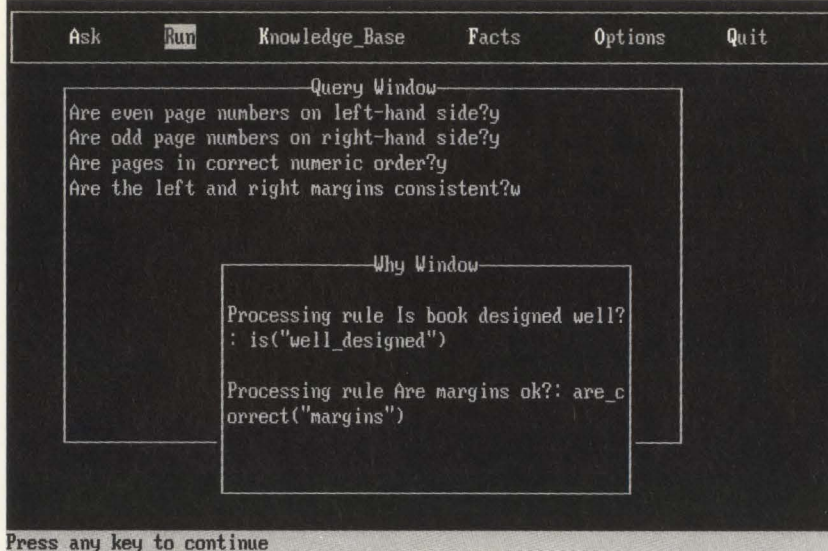 Ask Run Knowledge_Base Facts Options Quit
Query Window
Are even page numbers on left-hand side?y
Are odd page numbers on right-hand side?y
Are pages in correct numeric order?y
Are the left and right margins consistent?w
Why Window
Processing rule Is book designed well?
: is("well_designed")
Processing rule Are margins ok?: are_c
orrect("margins")
Press any key to continue